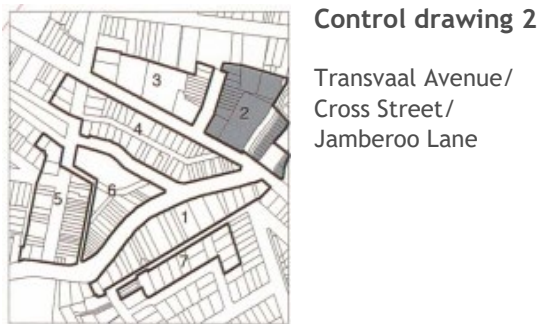 Control drawing 2
Transvaal Avenue/
Cross Street/
Jamberoo Lane
3
2
4
6
5
1
7